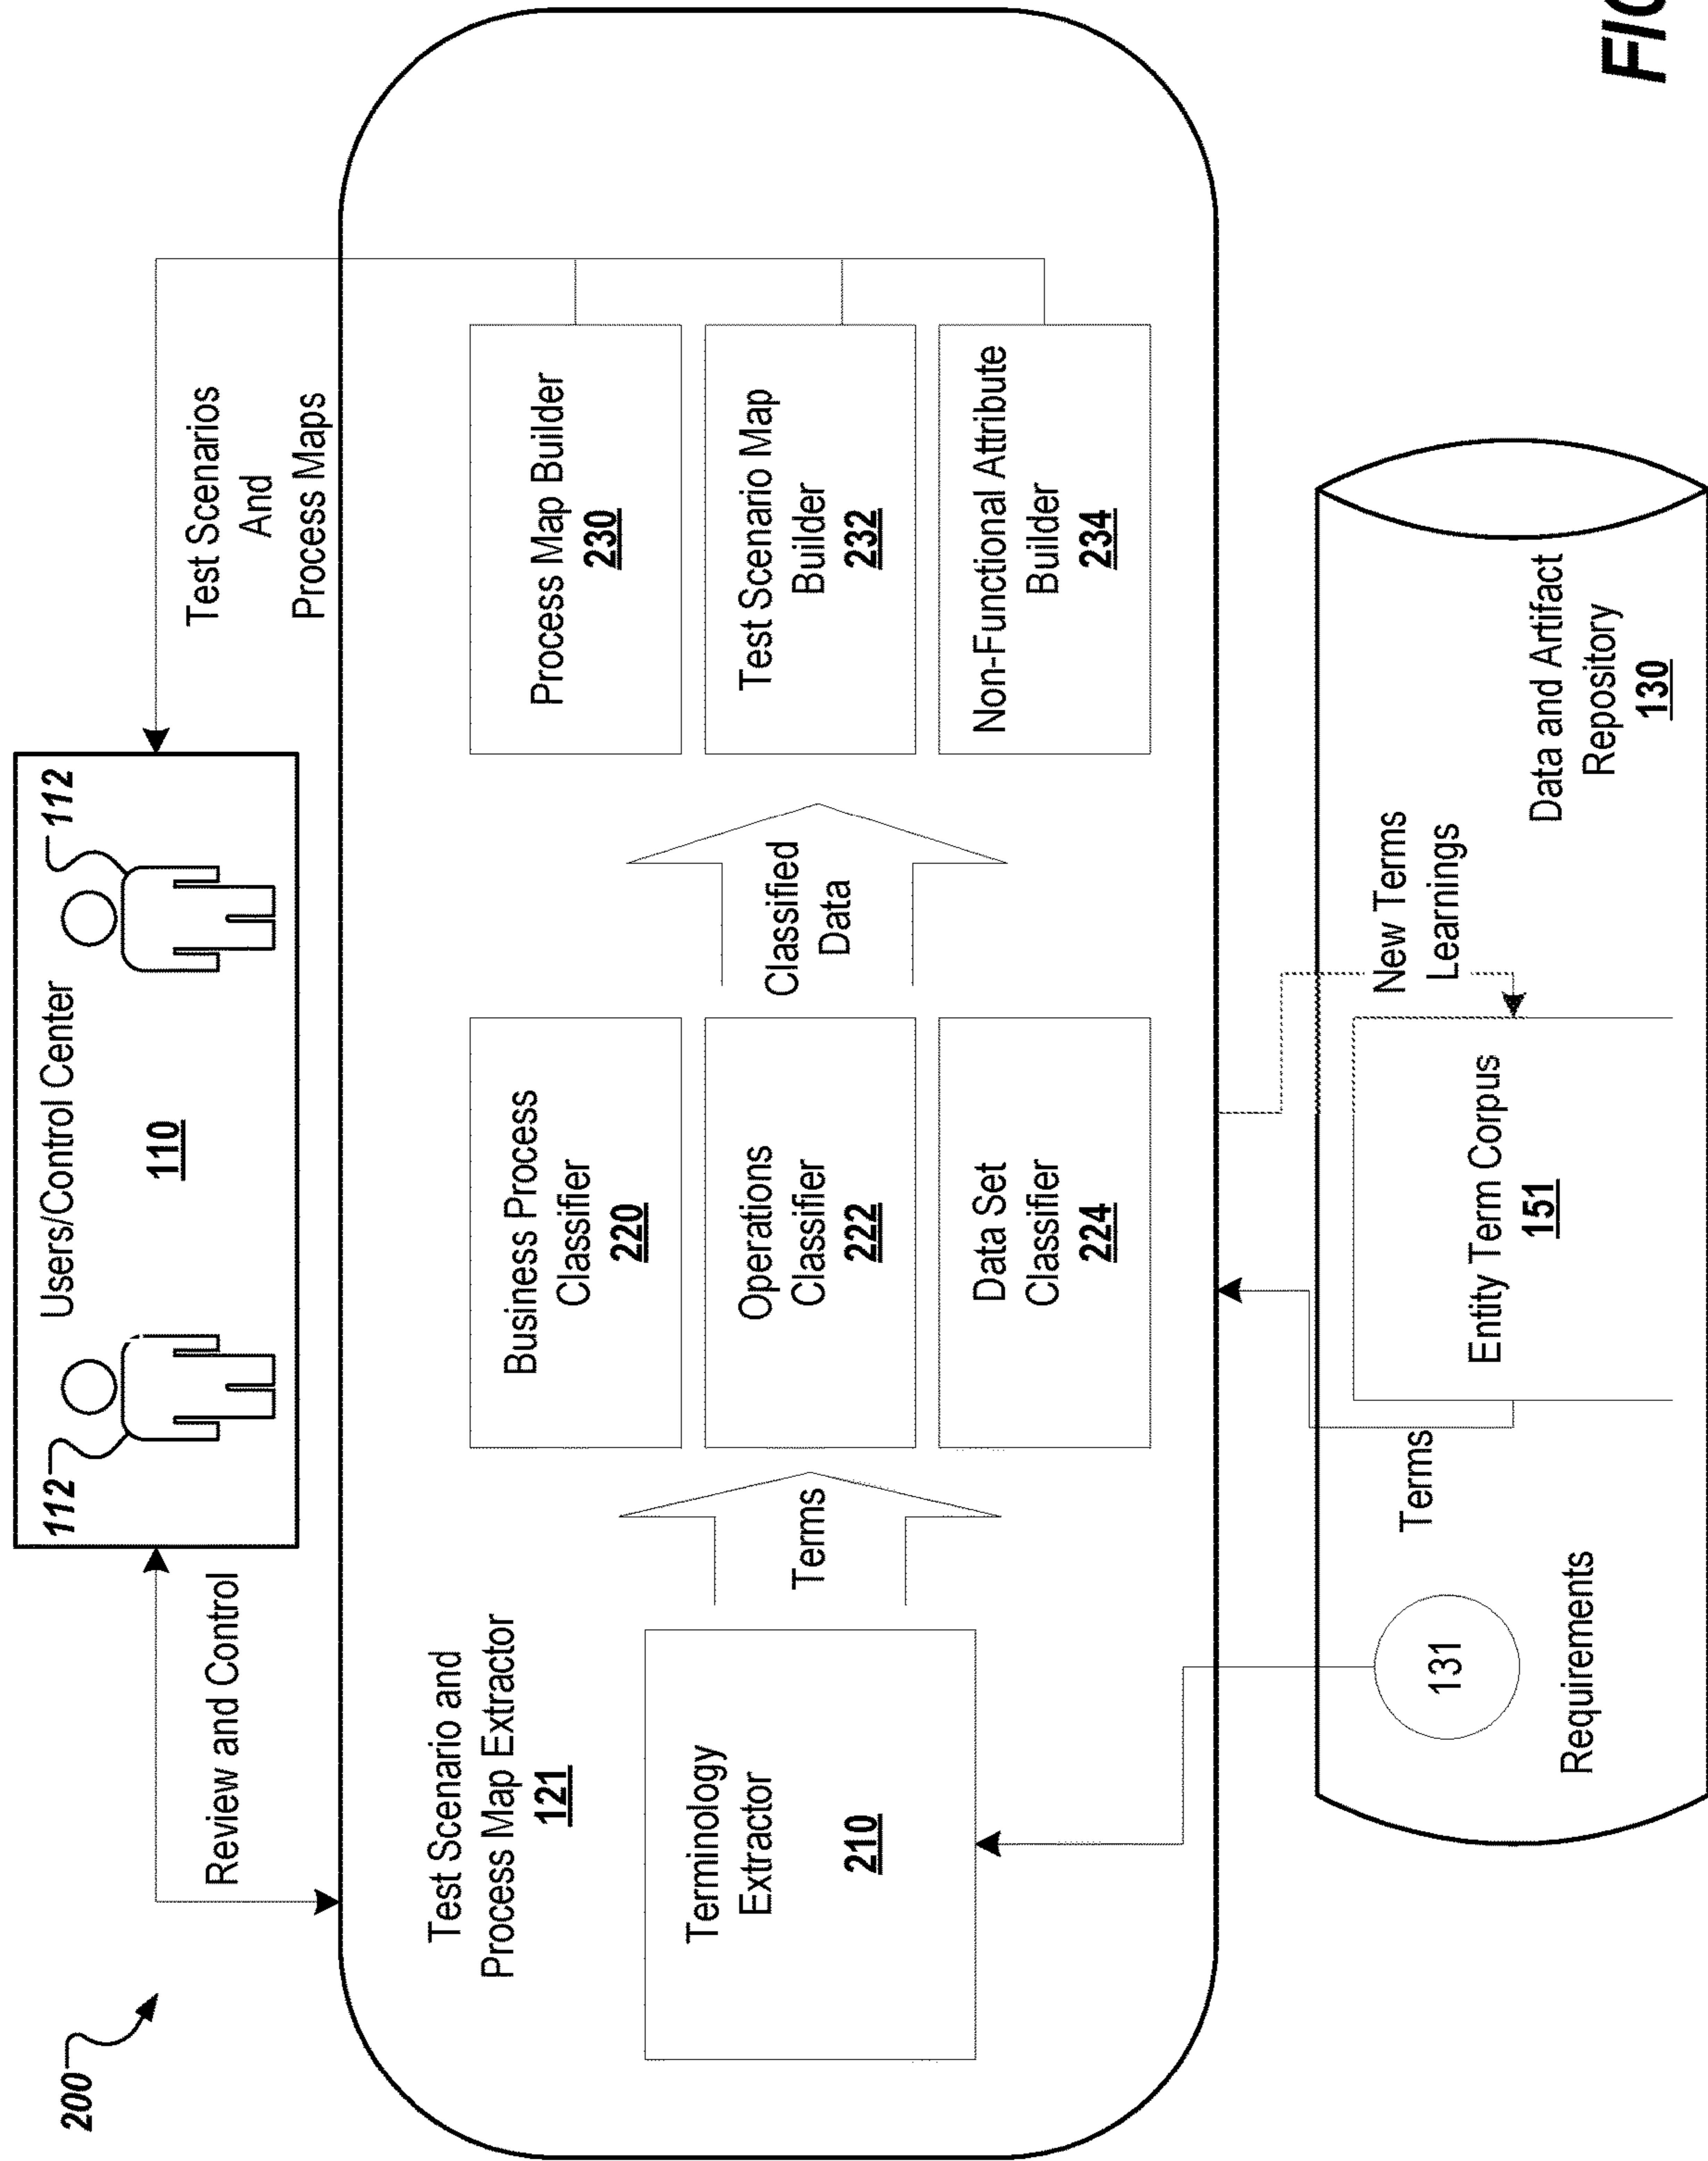 200
112
Users/Control Center
110
112
Review and Control
Test Scenarios
And
Process Maps
Test Scenario and
Process Map Extractor
121
Terminology
Extractor
210
Terms
Business Process
Classifier
220
Operations
Classifier
222
Data Set
Classifier
224
Classified
Data
Process Map Builder
230
Test Scenario Map
Builder
232
Non-Functional Attribute
Builder
234
131
Requirements
Terms
Entity Term Corpus
151
New Terms
Learnings
Data and Artifact
Repository
130